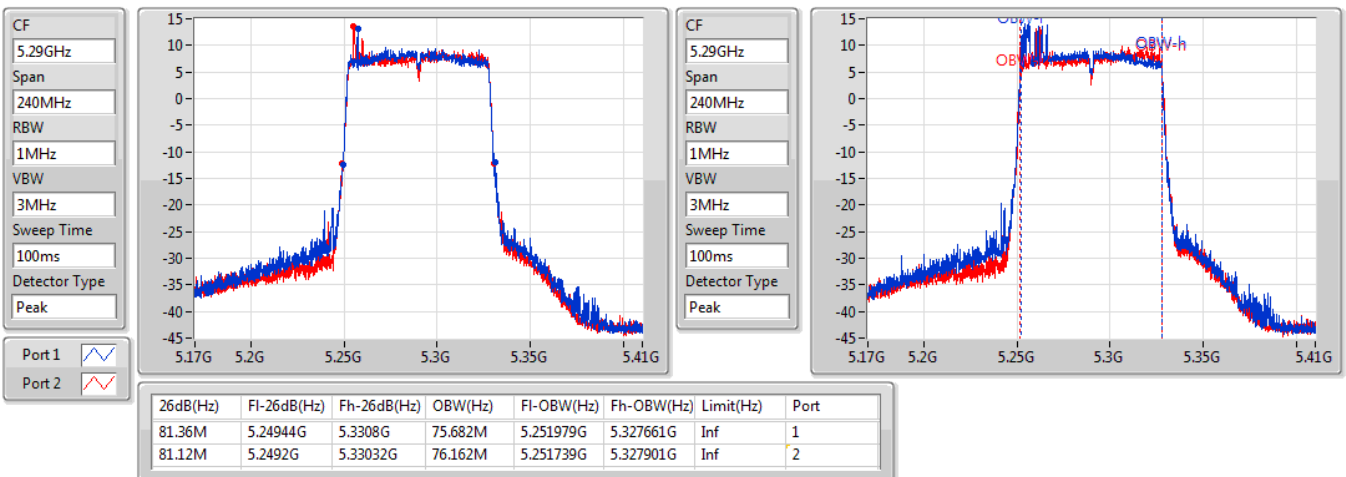 CF
5.29GHz
Span
240MHz
RBW
1MHz
VBW
3MHz
Sweep Time
100ms
Detector Type
Peak
Port 1
Port 2
15
10
5
0
-5
-10
-15
-20
-25
-30
-35
-40
-45
5.17G 5.2G 5.25G 5.3G 5.35G 5.41G
CF
5.29GHz
Span
240MHz
RBW
1MHz
VBW
3MHz
Sweep Time
100ms
Detector Type
Peak
15
10
5
0
-5
-10
-15
-20
-25
-30
-35
-40
-45
OBW-h
5.17G 5.2G 5.25G 5.3G 5.35G 5.41G
26dB(Hz) Fl-26dB(Hz) Fh-26dB(Hz) OBW(Hz) Fl-OBW(Hz) Fh-OBW(Hz) Limit(Hz) Port
81.36M 5.24944G 5.3308G 75.682M 5.251979G 5.327661G Inf 1
81.12M 5.2492G 5.33032G 76.162M 5.251739G 5.327901G Inf 2